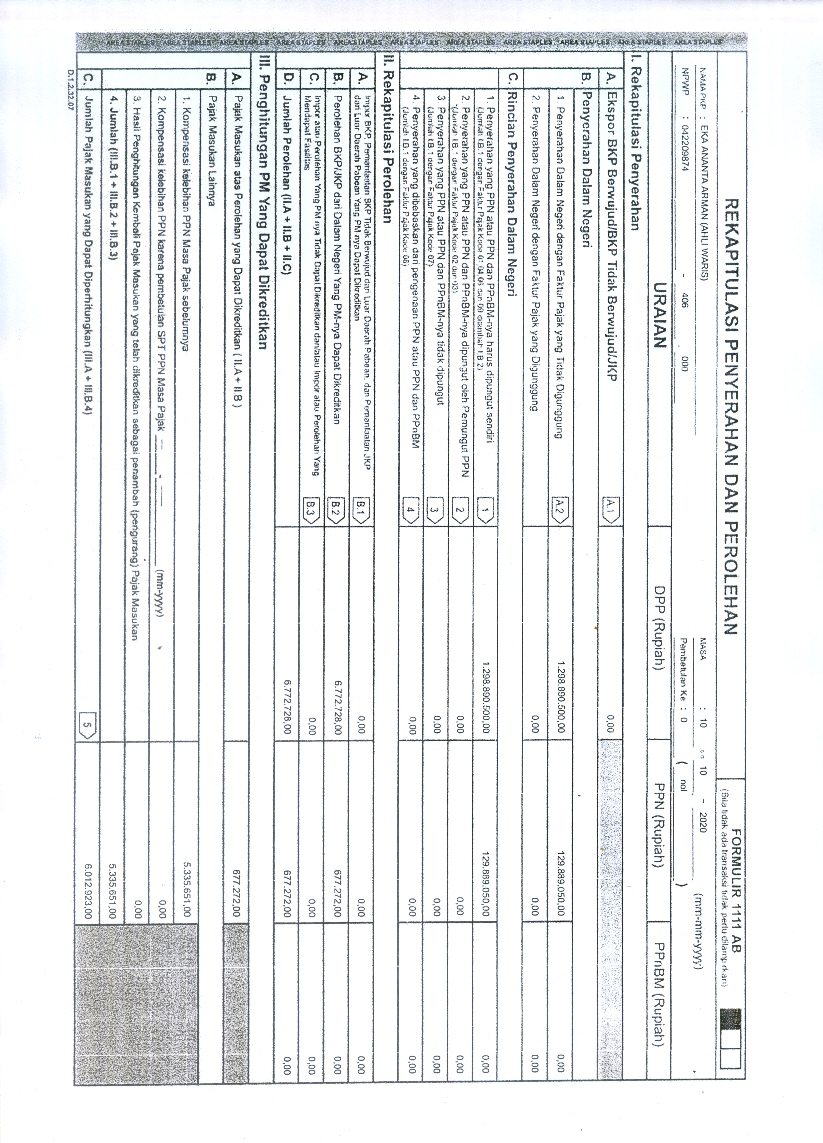 AREA STAPLES AREA STAPLES AREA STAPLES AREA STAPLES AREA STAPLES AREA STAPLES AREA STAPLES
REKAPITULASI PENYERAHAN DAN PEROLEHAN
FORMULIR 1111 AB
(Bila tidak ada transaksi tidak perlu dilampirkan)
NAMA PKP : EKA ANANTA ARMAN (AHLI WARIS)
MASA : 10 s.d 10 - 2020 (mm-mm-yyyy)
NPWP : 042209874 - 406 . 000
Pembetulan Ke : 0 ( nol )
URAIAN DPP (Rupiah) PPN (Rupiah) PPnBM (Rupiah)
I. Rekapitulasi Penyerahan
A. Ekspor BKP Berwujud/BKP Tidak Berwujud/JKP A.1 0,00
B. Penyerahan Dalam Negeri
1. Penyerahan Dalam Negeri dengan Faktur Pajak yang Tidak Digunggung A.2 1.298.890.500,00 129.889.050,00 0,00
2. Penyerahan Dalam Negeri dengan Faktur Pajak yang Digunggung 0,00 0,00 0,00
C. Rincian Penyerahan Dalam Negeri
1. Penyerahan yang PPN atau PPN dan PPnBM-nya harus dipungut sendiri 1 1.298.890.500,00 129.889.050,00 0,00
(Jumlah I.B.1 dengan Faktur Pajak Kode 01, 04, 06 dan 09 ditambah I.B.2)
2. Penyerahan yang PPN atau PPN dan PPnBM-nya dipungut oleh Pemungut PPN 2 0,00 0,00 0,00
(Jumlah I.B.1 dengan Faktur Pajak Kode 02 dan 03)
3. Penyerahan yang PPN atau PPN dan PPnBM-nya tidak dipungut 3 0,00 0,00 0,00
(Jumlah I.B.1 dengan Faktur Pajak Kode 07)
4. Penyerahan yang dibebaskan dari pengenaan PPN atau PPN dan PPnBM 4 0,00 0,00 0,00
(Jumlah I.B.1 dengan Faktur Pajak Kode 08)
II. Rekapitulasi Perolehan
A. Impor BKP, Pemanfaatan BKP Tidak Berwujud dari Luar Daerah Pabean, dan Pemanfaatan JKP
dari Luar Daerah Pabean Yang PM-nya Dapat Dikreditkan B.1 0,00 0,00 0,00
B. Perolehan BKP/JKP dari Dalam Negeri Yang PM-nya Dapat Dikreditkan B.2 6.772.728,00 677.272,00 0,00
C. Impor atau Perolehan Yang PM-nya Tidak Dapat Dikreditkan dan/atau Impor atau Perolehan Yang
Mendapat Fasilitas B.3 0,00 0,00 0,00
D. Jumlah Perolehan (II.A + II.B + II.C) 6.772.728,00 677.272,00 0,00
III. Penghitungan PM Yang Dapat Dikreditkan
A. Pajak Masukan atas Perolehan yang Dapat Dikreditkan ( II.A + II B ) 677.272,00
B. Pajak Masukan Lainnya
1. Kompensasi kelebihan PPN Masa Pajak sebelumnya 5.335.651,00
2. Kompensasi kelebihan PPN karena pembetulan SPT PPN Masa Pajak - (mm-yyyy) 0,00
3. Hasil Penghitungan Kembali Pajak Masukan yang telah dikreditkan sebagai penambah (pengurang) Pajak Masukan 0,00
4. Jumlah (III.B.1 + III.B.2 + III.B.3) 5.335.651,00
C. Jumlah Pajak Masukan yang Dapat Diperhitungkan (III.A + III.B.4) 5 6.012.923,00
D.1.2.32.07